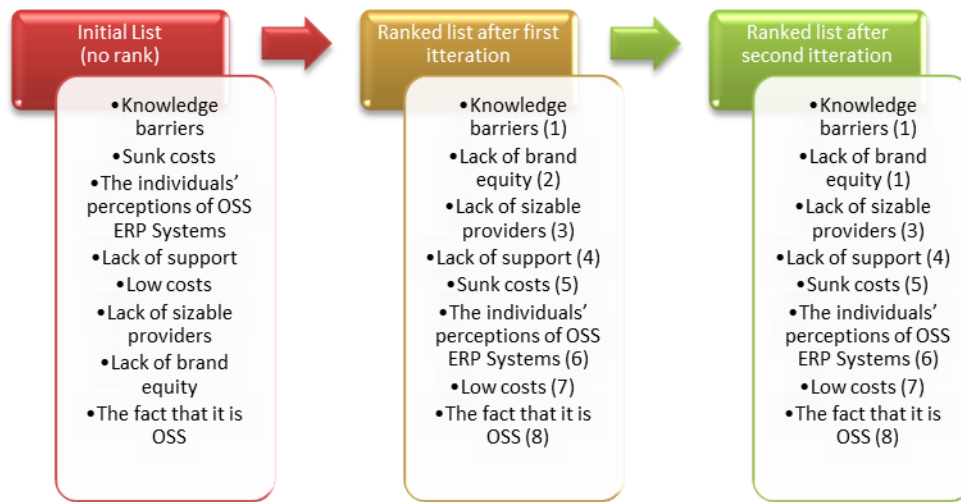 Initial List
(no rank)
•Knowledge
barriers
•Sunk costs
•The individuals’
perceptions of OSS
ERP Systems
•Lack of support
•Low costs
•Lack of sizable
providers
•Lack of brand
equity
•The fact that it is
OSS
Ranked list after first
itteration
•Knowledge
barriers (1)
•Lack of brand
equity (2)
•Lack of sizable
providers (3)
•Lack of support (4)
•Sunk costs (5)
•The individuals’
perceptions of OSS
ERP Systems (6)
•Low costs (7)
•The fact that it is
OSS (8)
Ranked list after
second itteration
•Knowledge
barriers (1)
•Lack of brand
equity (1)
•Lack of sizable
providers (3)
•Lack of support (4)
•Sunk costs (5)
•The individuals’
perceptions of OSS
ERP Systems (6)
•Low costs (7)
•The fact that it is
OSS (8)